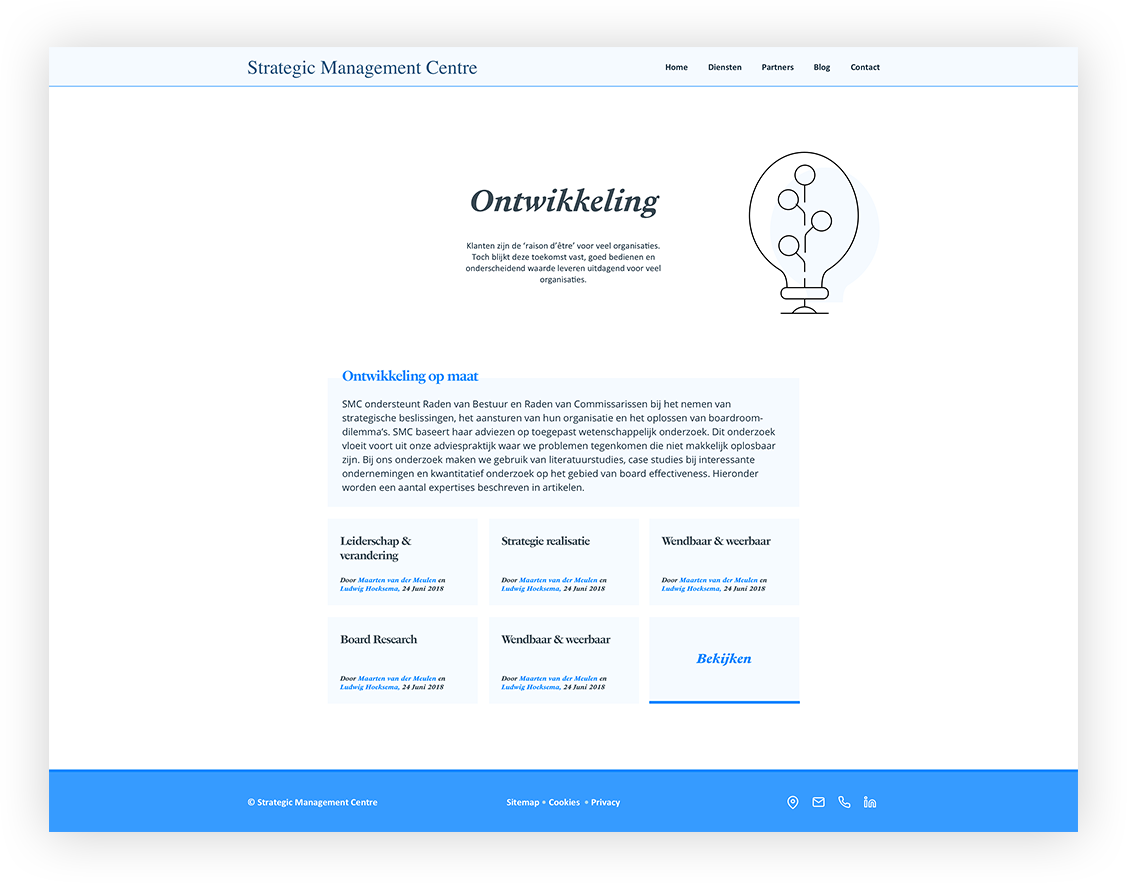 Strategic Management Centre
Home Diensten Partners Blog Contact
Ontwikkeling
Klanten zijn de ‘raison d’être’ voor veel organisaties.
Toch blijkt deze toekomst vast, goed bedienen en
onderscheidend waarde leveren uitdagend voor veel
organisaties.
Ontwikkeling op maat
SMC ondersteunt Raden van Bestuur en Raden van Commissarissen bij het nemen van
strategische beslissingen, het aansturen van hun organisatie en het oplossen van boardroom-
dilemma’s. SMC baseert haar adviezen op toegepast wetenschappelijk onderzoek. Dit onderzoek
vloeit voort uit onze adviespraktijk waar we problemen tegenkomen die niet makkelijk oplosbaar
zijn. Bij ons onderzoek maken we gebruik van literatuurstudies, case studies bij interessante
ondernemingen en kwantitatief onderzoek op het gebied van board effectiveness. Hieronder
worden een aantal expertises beschreven in artikelen.
Leiderschap &
verandering
Door Maarten van der Meulen en
Ludwig Hoeksema, 24 Juni 2018
Strategie realisatie
Door Maarten van der Meulen en
Ludwig Hoeksema, 24 Juni 2018
Wendbaar & weerbaar
Door Maarten van der Meulen en
Ludwig Hoeksema, 24 Juni 2018
Board Research
Door Maarten van der Meulen en
Ludwig Hoeksema, 24 Juni 2018
Wendbaar & weerbaar
Door Maarten van der Meulen en
Ludwig Hoeksema, 24 Juni 2018
Bekijken
© Strategic Management Centre
Sitemap • Cookies • Privacy
in